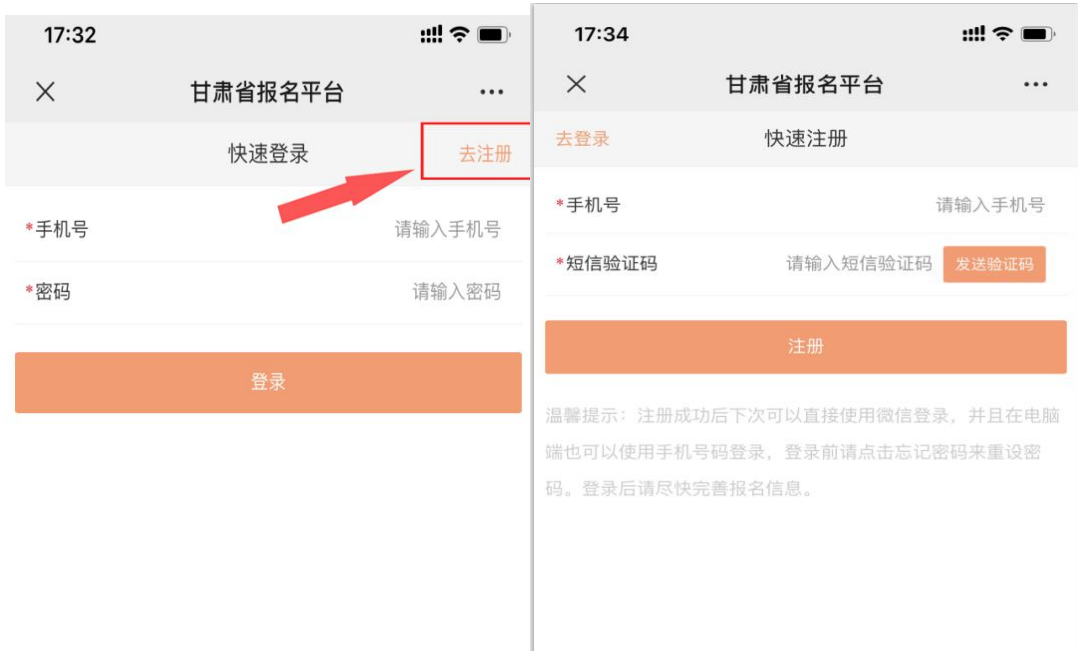 17:32
甘肃省报名平台
快速登录
去注册
*手机号
请输入手机号
*密码
请输入密码
登录
17:34
甘肃省报名平台
去登录
快速注册
*手机号
请输入手机号
*短信验证码
请输入短信验证码
发送验证码
注册
温馨提示：注册成功后下次可以直接使用微信登录，并且在电脑
端也可以使用手机号码登录，登录前请点击忘记密码来重设密
码。登录后请尽快完善报名信息。